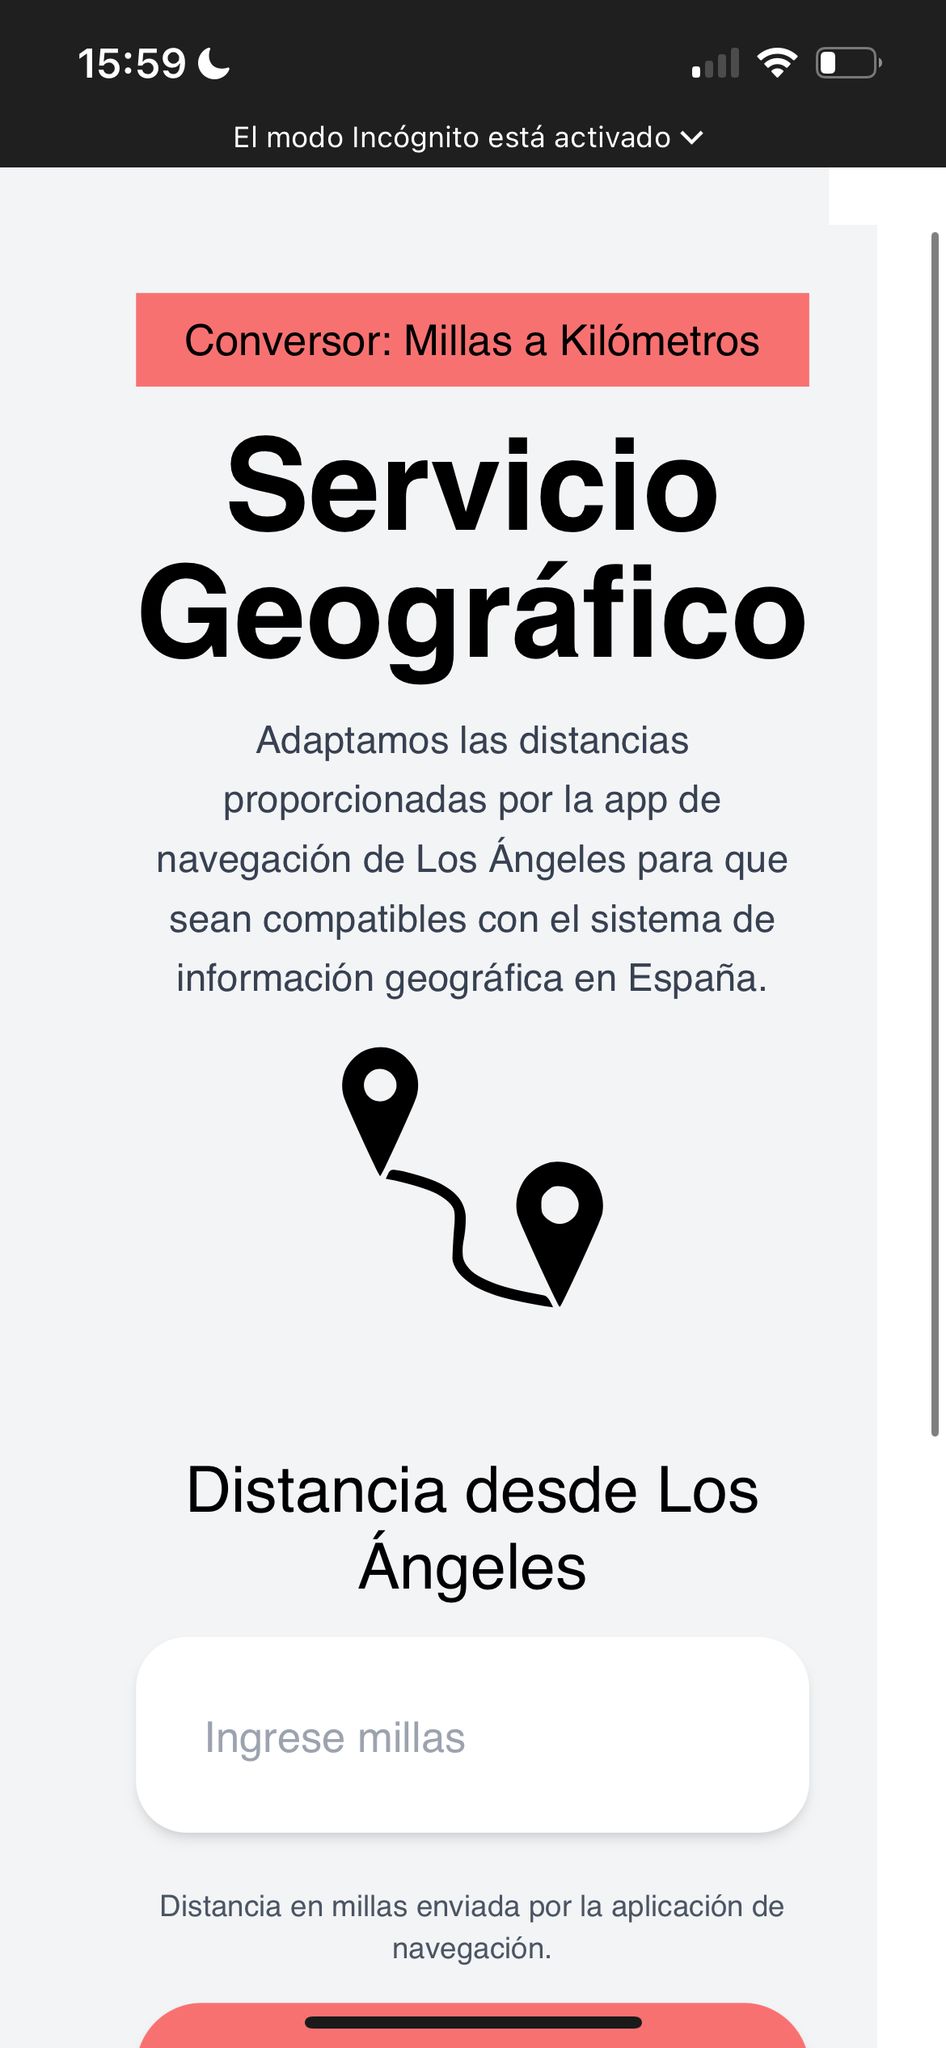 15:59
El modo Incógnito está activado
Conversor: Millas a Kilómetros
Servicio
Geográfico
Adaptamos las distancias
proporcionadas por la app de
navegación de Los Ángeles para que
sean compatibles con el sistema de
información geográfica en España.
Distancia desde Los
Ángeles
Ingrese millas
Distancia en millas enviada por la aplicación de
navegación.